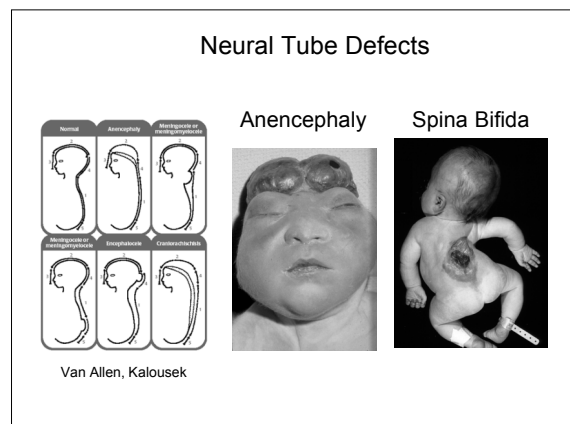 Neural Tube Defects
Normal
Anencephaly
Meningocele or
meningomyelocele
Meningocele or
meningomyelocele
Encephalocele
Craniorachischisis
Van Allen, Kalousek
Anencephaly
Spina Bifida